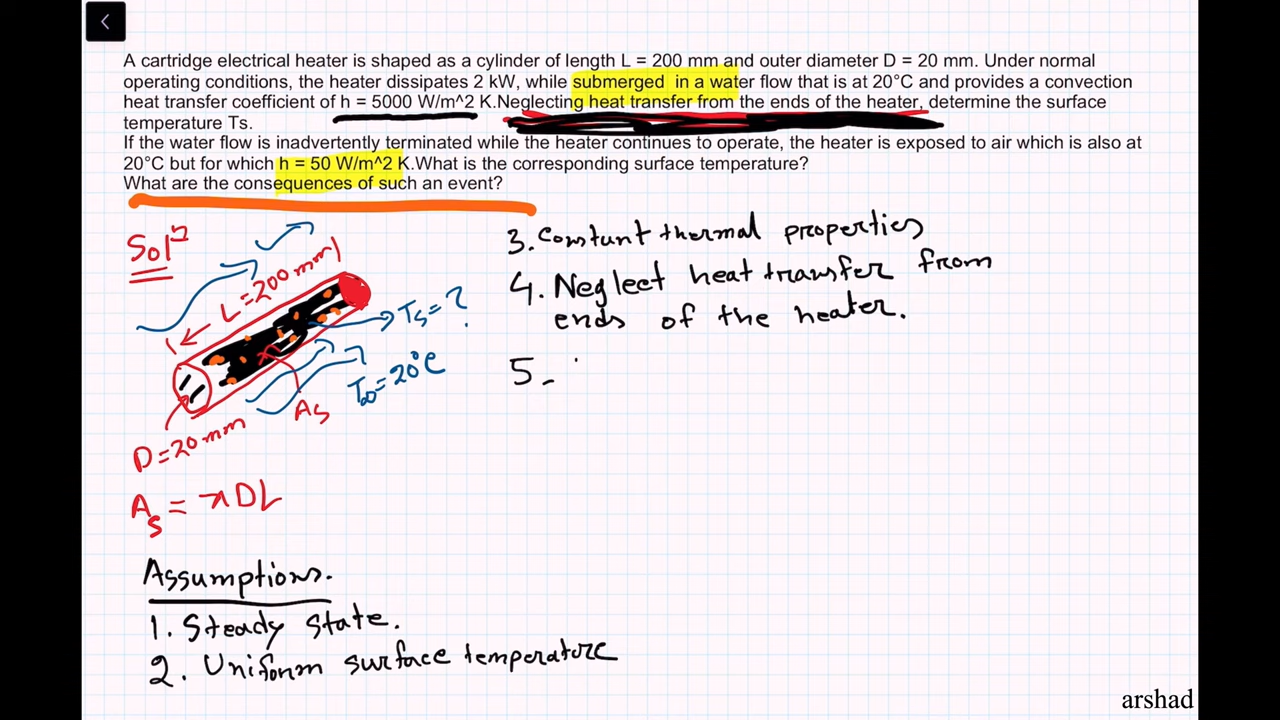 A cartridge electrical heater is shaped as a cylinder of length L = 200 mm and outer diameter D = 20 mm. Under normal
operating conditions, the heater dissipates 2 kW, while submerged in a water flow that is at 20°C and provides a convection
heat transfer coefficient of h = 5000 W/m^2 K.Neglecting heat transfer from the ends of the heater, determine the surface
temperature Ts.
If the water flow is inadvertently terminated while the heater continues to operate, the heater is exposed to air which is also at
20°C but for which h = 50 W/m^2 K.What is the corresponding surface temperature?
What are the consequences of such an event?
Solⁿ
L=200mm
Ts=?
T∞=20°C
As
D=20mm
As = πDL
Assumptions.
1. Steady state.
2. Uniform surface temperature
3. Constant thermal properties
4. Neglect heat transfer from
ends of the heater.
5-
arshad